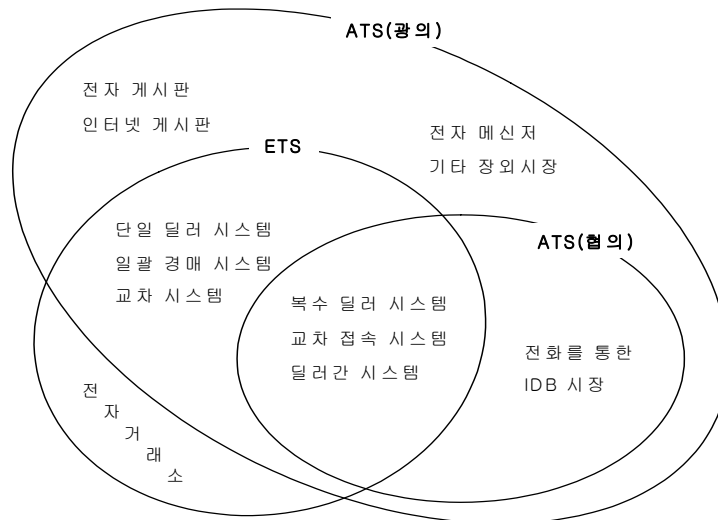 ATS(광의)
전자 게시판
인터넷 게시판
전자 메신저
기타 장외시장
ETS
단일 딜러 시스템
일괄 경매 시스템
교차 시스템
ATS(협의)
복수 딜러 시스템
교차 접속 시스템
딜러간 시스템
전화를 통한
IDB 시장
전자거래소